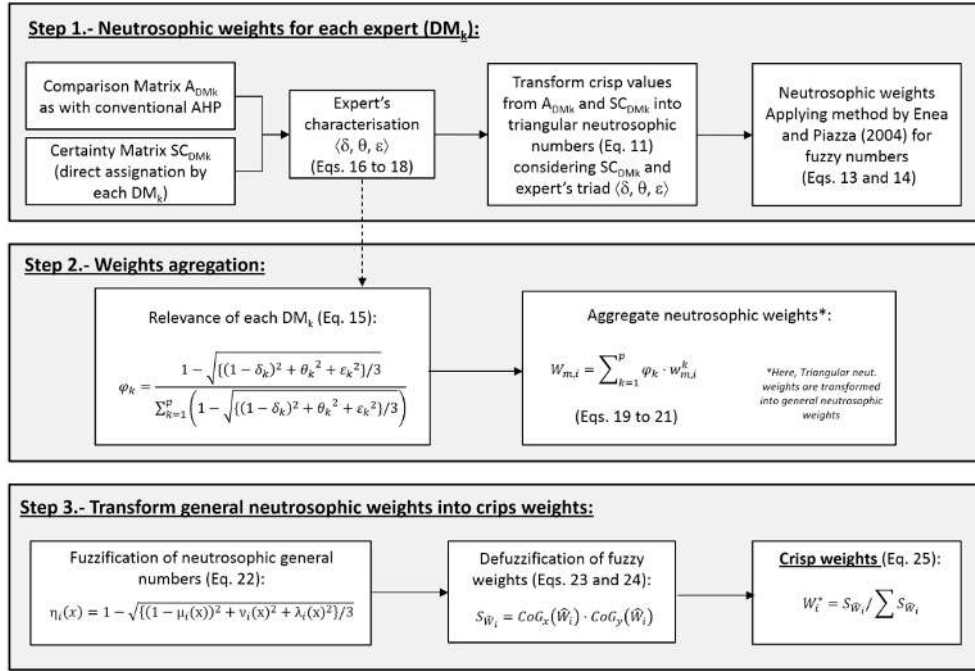 Step 1.- Neutrosophic weights for each expert (DMk):
Comparison Matrix ADMk
as with conventional AHP
Certainty Matrix SCDMk
(direct assignation by
each DMk)
Expert's
characterisation
⟨δ, θ, ε⟩
(Eqs. 16 to 18)
Transform crisp values
from ADMk and SCDMk into
triangular neutrosophic
numbers (Eq. 11)
considering SCDMk and
expert's triad ⟨δ, θ, ε⟩
Neutrosophic weights
Applying method by Enea
and Piazza (2004) for
fuzzy numbers
(Eqs. 13 and 14)
Step 2.- Weights agregation:
Relevance of each DMk (Eq. 15):
φk = (1 − √{(1 − δk)² + θk² + εk²}/3) / (∑ᵖk=1 (1 − √{(1 − δk)² + θk² + εk²}/3))
Aggregate neutrosophic weights*:
Wm,i = ∑ᵖk=1 φk · wᵏm,i
(Eqs. 19 to 21)
*Here, Triangular neut.
weights are transformed
into general neutrosophic
weights
Step 3.- Transform general neutrosophic weights into crips weights:
Fuzzification of neutrosophic general
numbers (Eq. 22):
ηi(x) = 1 − √{(1 − μi(x))² + νi(x)² + λi(x)²}/3
Defuzzification of fuzzy
weights (Eqs. 23 and 24):
SŴi = CoGx(Ŵi) · CoGy(Ŵi)
Crisp weights (Eq. 25):
Wi* = SŴi / ∑ SŴi